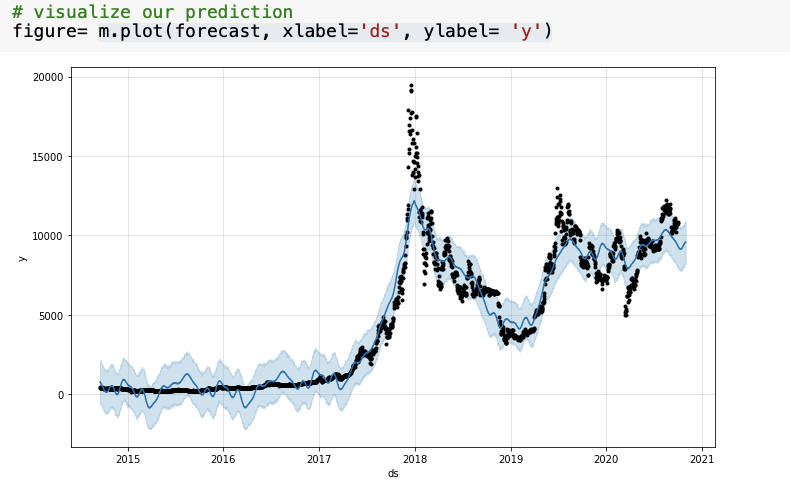 # visualize our prediction
figure= m.plot(forecast, xlabel='ds', ylabel= 'y')
20000
15000
10000
5000
0
y
2015 2016 2017 2018 2019 2020 2021
ds